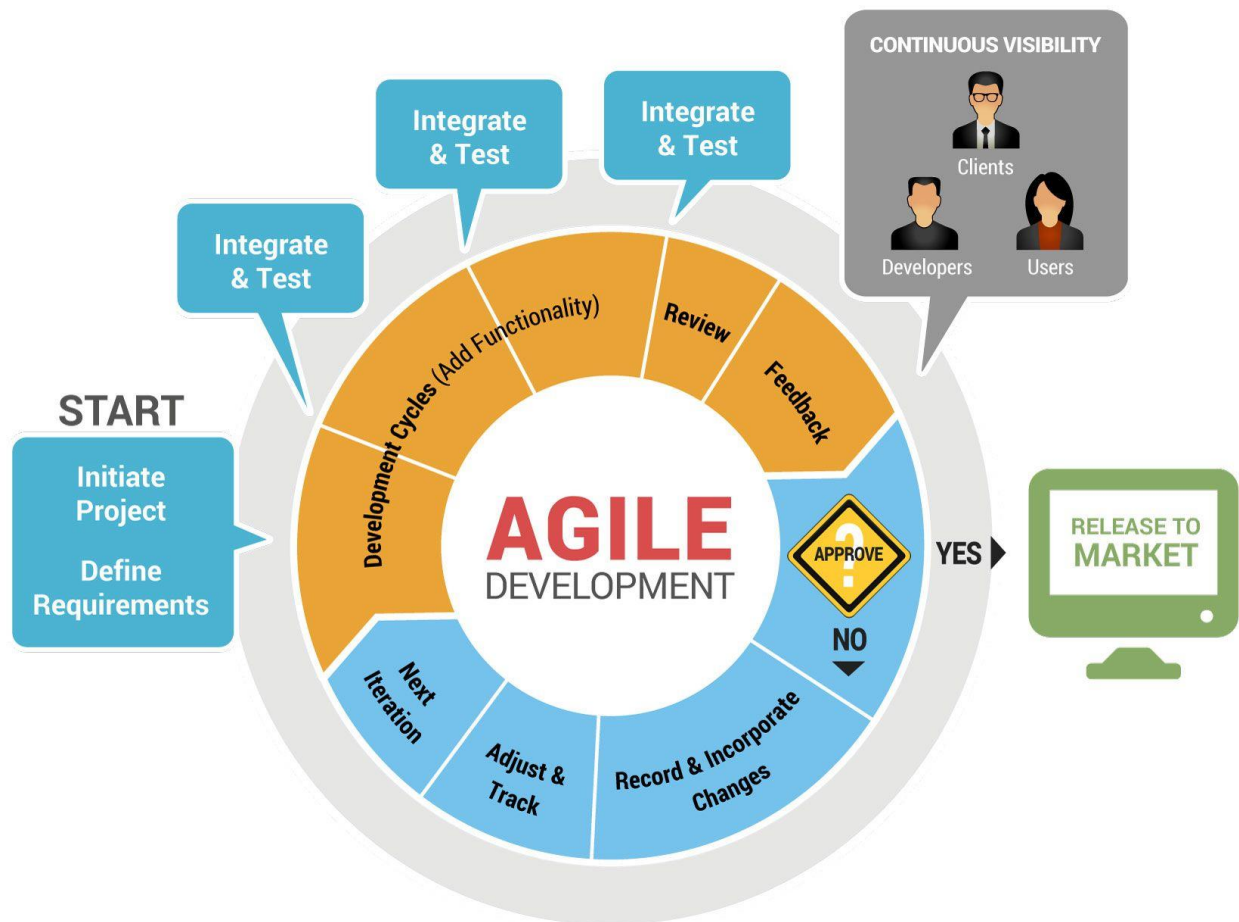 CONTINUOUS VISIBILITY
Clients
Developers
Users
Integrate
& Test
Integrate
& Test
Integrate
& Test
START
Initiate
Project
Define
Requirements
Development Cycles (Add Functionality)
Review
Feedback
AGILE
DEVELOPMENT
?
APPROVE
YES
NO
RELEASE TO
MARKET
Record & Incorporate
Changes
Adjust &
Track
Next
Iteration